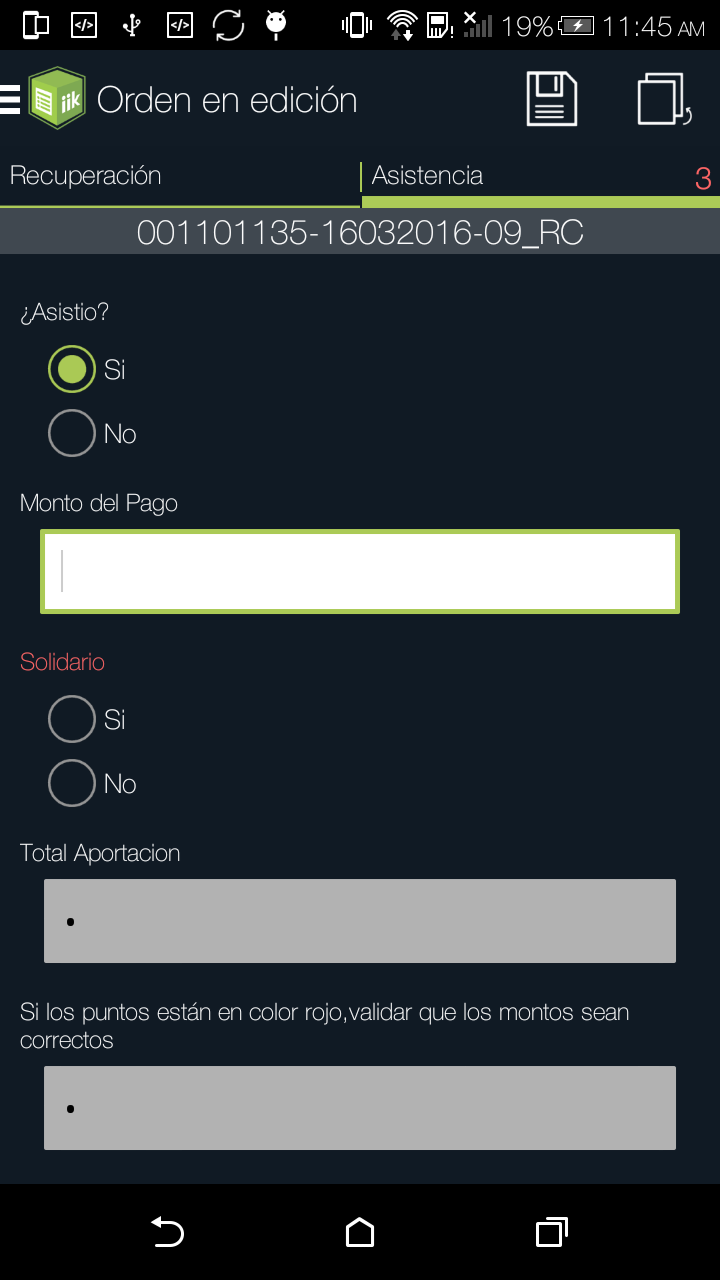 19% 11:45 AM
iik Orden en edición
Recuperación
Asistencia 3
001101135-16032016-09_RC
¿Asistio?
Si
No
Monto del Pago
Solidario
Si
No
Total Aportacion
•
Si los puntos están en color rojo,validar que los montos sean
correctos
•